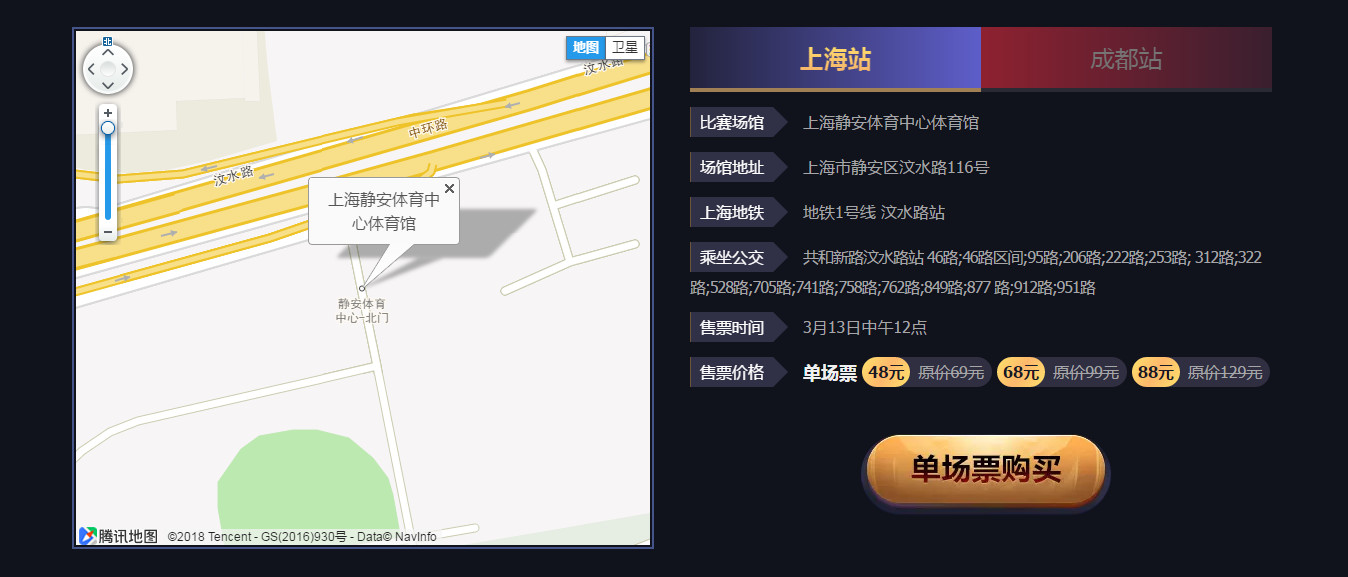 北
地图 卫星
汶水路
中环路
汶水路
上海静安体育中
心体育馆
静安体育
中心-北门
腾讯地图 ©2018 Tencent - GS(2016)930号 - Data© NavInfo
上海站 成都站
比赛场馆 上海静安体育中心体育馆
场馆地址 上海市静安区汶水路116号
上海地铁 地铁1号线 汶水路站
乘坐公交 共和新路汶水路站 46路;46路区间;95路;206路;222路;253路; 312路;322
路;528路;705路;741路;758路;762路;849路;877 路;912路;951路
售票时间 3月13日中午12点
售票价格 单场票 48元 原价69元 68元 原价99元 88元 原价129元
单场票购买